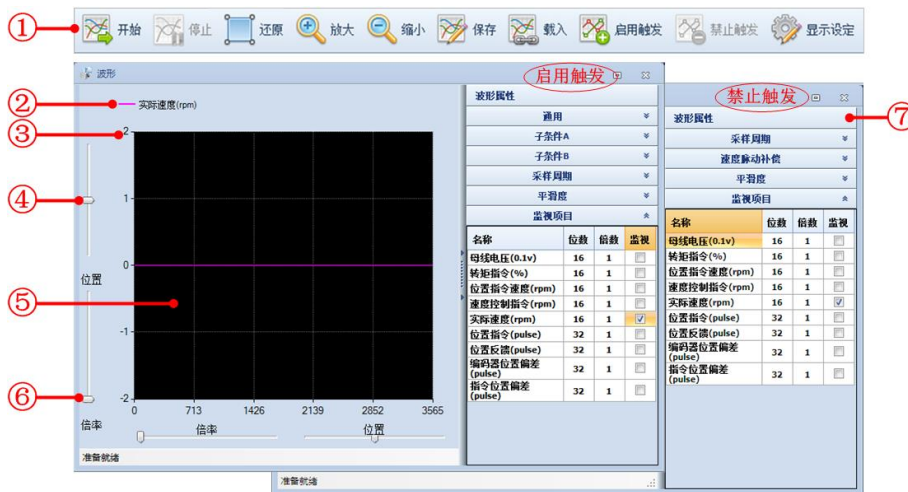 ① 开始 停止 还原 放大 缩小 保存 载入 启用触发 禁止触发 显示设定
波形
启用触发
② 实际速度(rpm)
③ 2
④ 1
位置
0
⑤
-1
⑥ -2
倍率
0 713 1426 2139 2852 3565
倍率 位置
准备就绪
波形属性
通用
子条件A
子条件B
采样周期
平滑度
监视项目
名称 位数 倍数 监视
母线电压(0.1v) 16 1
转矩指令(%) 16 1
位置指令速度(rpm) 16 1
速度控制指令(rpm) 16 1
实际速度(rpm) 16 1
位置指令(pulse) 32 1
位置反馈(pulse) 32 1
编码器位置偏差
(pulse) 32 1
指令位置偏差
(pulse) 32 1
准备就绪
禁止触发
波形属性 ⑦
采样周期
速度脉动补偿
平滑度
监视项目
名称 位数 倍数 监视
母线电压(0.1v) 16 1
转矩指令(%) 16 1
位置指令速度(rpm) 16 1
速度控制指令(rpm) 16 1
实际速度(rpm) 16 1
位置指令(pulse) 32 1
位置反馈(pulse) 32 1
编码器位置偏差
(pulse) 32 1
指令位置偏差
(pulse) 32 1